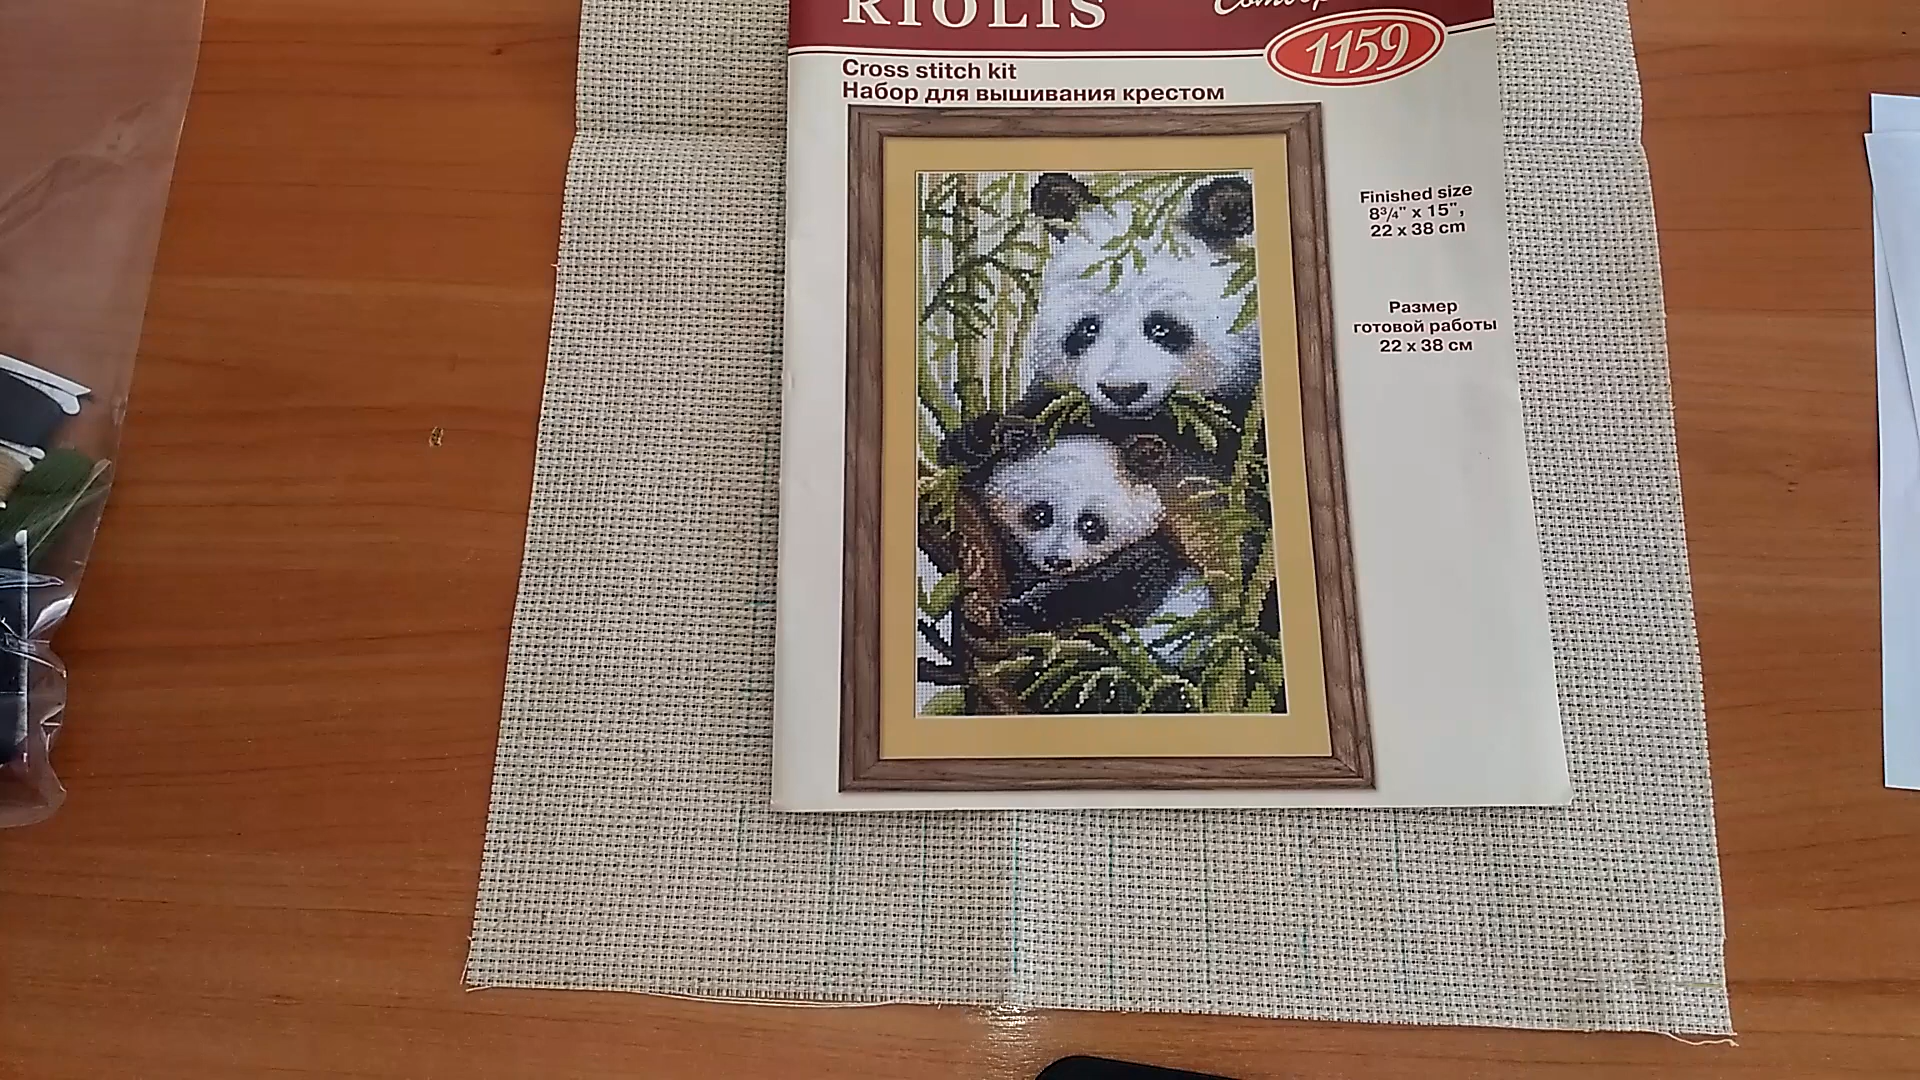 RIOLIS
1159
Cross stitch kit
Набор для вышивания крестом
Finished size
8¾" x 15",
22 x 38 cm
Размер
готовой работы
22 x 38 см